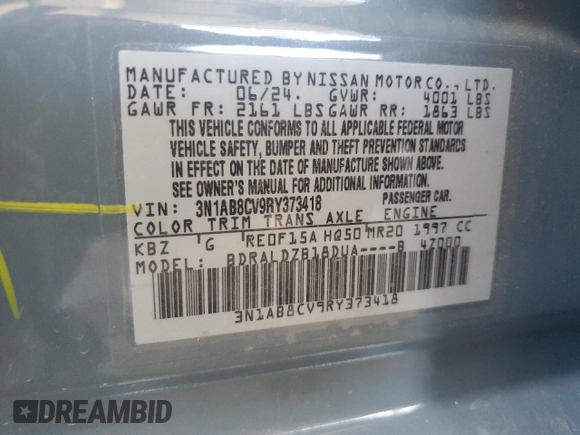 MANUFACTURED BY NISSAN MOTOR CO., LTD.
DATE: 06/24. GVWR: 4001 LBS
GAWR FR: 2161 LBS GAWR RR: 1863 LBS
THIS VEHICLE CONFORMS TO ALL APPLICABLE FEDERAL MOTOR
VEHICLE SAFETY, BUMPER AND THEFT PREVENTION STANDARDS
IN EFFECT ON THE DATE OF MANUFACTURE SHOWN ABOVE.
SEE OWNER'S MANUAL FOR ADDITIONAL INFORMATION.
VIN: 3N1AB8CV9RY373418 PASSENGER CAR.
COLOR TRIM TRANS AXLE ENGINE
KBZ G RE0F15A HQ50 MR20 1997 CC
MODEL: BDRALDZB18DUA----B 47000
3N1AB8CV9RY373418
DREAMBID